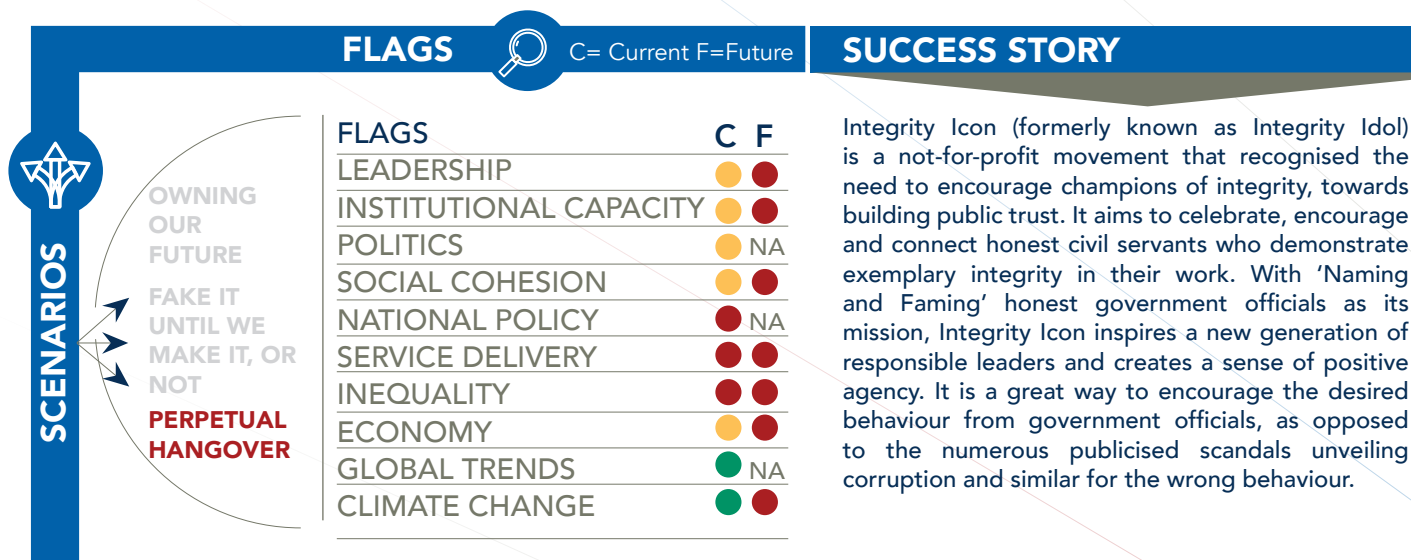 FLAGS
C= Current F=Future
SUCCESS STORY
SCENARIOS
OWNING
OUR
FUTURE
FAKE IT
UNTIL WE
MAKE IT, OR
NOT
PERPETUAL
HANGOVER
FLAGS C F
LEADERSHIP
INSTITUTIONAL CAPACITY
POLITICS NA
SOCIAL COHESION
NATIONAL POLICY NA
SERVICE DELIVERY
INEQUALITY
ECONOMY
GLOBAL TRENDS NA
CLIMATE CHANGE
Integrity Icon (formerly known as Integrity Idol)
is a not-for-profit movement that recognised the
need to encourage champions of integrity, towards
building public trust. It aims to celebrate, encourage
and connect honest civil servants who demonstrate
exemplary integrity in their work. With ‘Naming
and Faming’ honest government officials as its
mission, Integrity Icon inspires a new generation of
responsible leaders and creates a sense of positive
agency. It is a great way to encourage the desired
behaviour from government officials, as opposed
to the numerous publicised scandals unveiling
corruption and similar for the wrong behaviour.